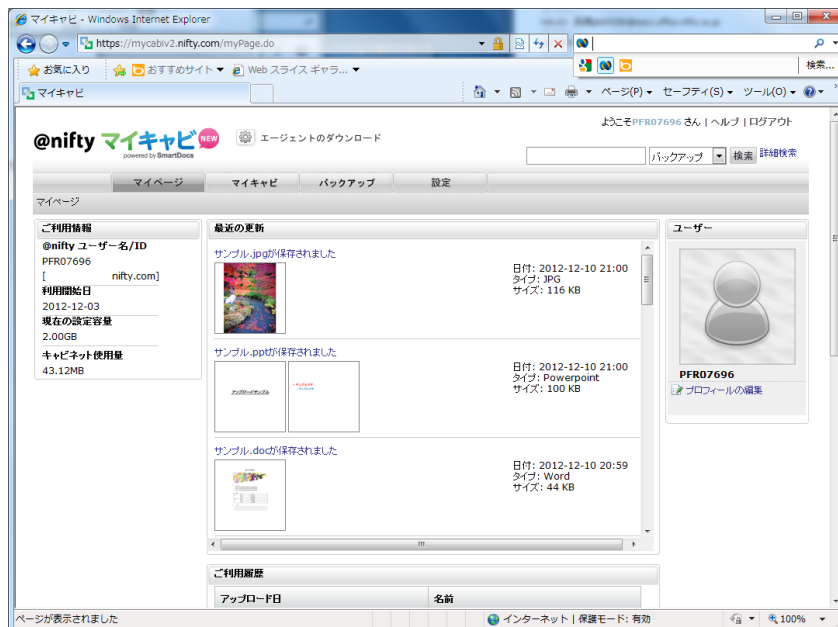 マイキャビ - Windows Internet Explorer
https://mycabiv2.nifty.com/myPage.do
お気に入り おすすめサイト ▼ Web スライス ギャラ... ▼
検索...
マイキャビ
ページ(P) セーフティ(S) ツール(O)
ようこそPFR07696 さん | ヘルプ | ログアウト
@nifty マイキャビ NEW
powered by SmartDocs
エージェントのダウンロード
バックアップ 検索 詳細検索
マイページ マイキャビ バックアップ 設定
マイページ
ご利用情報
@nifty ユーザー名/ID
PFR07696
[ nifty.com]
利用開始日
2012-12-03
現在の設定容量
2.00GB
キャビネット使用量
43.12MB
最近の更新
サンプル.jpgが保存されました
日付: 2012-12-10 21:00
タイプ: JPG
サイズ: 116 KB
サンプル.pptが保存されました
アップロードサンプル
日付: 2012-12-10 21:00
タイプ: Powerpoint
サイズ: 100 KB
サンプル.docが保存されました
日付: 2012-12-10 20:59
タイプ: Word
サイズ: 44 KB
ユーザー
PFR07696
プロフィールの編集
ご利用履歴
アップロード日 名前
ページが表示されました
インターネット | 保護モード: 有効
100%